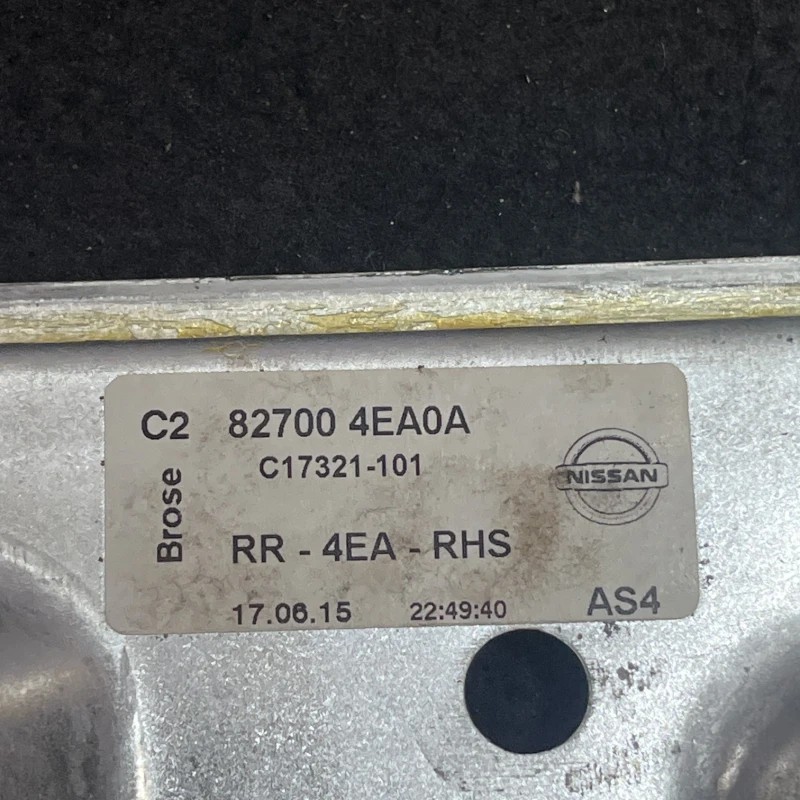 C2 82700 4EA0A
Brose
C17321-101
NISSAN
RR - 4EA - RHS
17.06.15 22:49:40 AS4